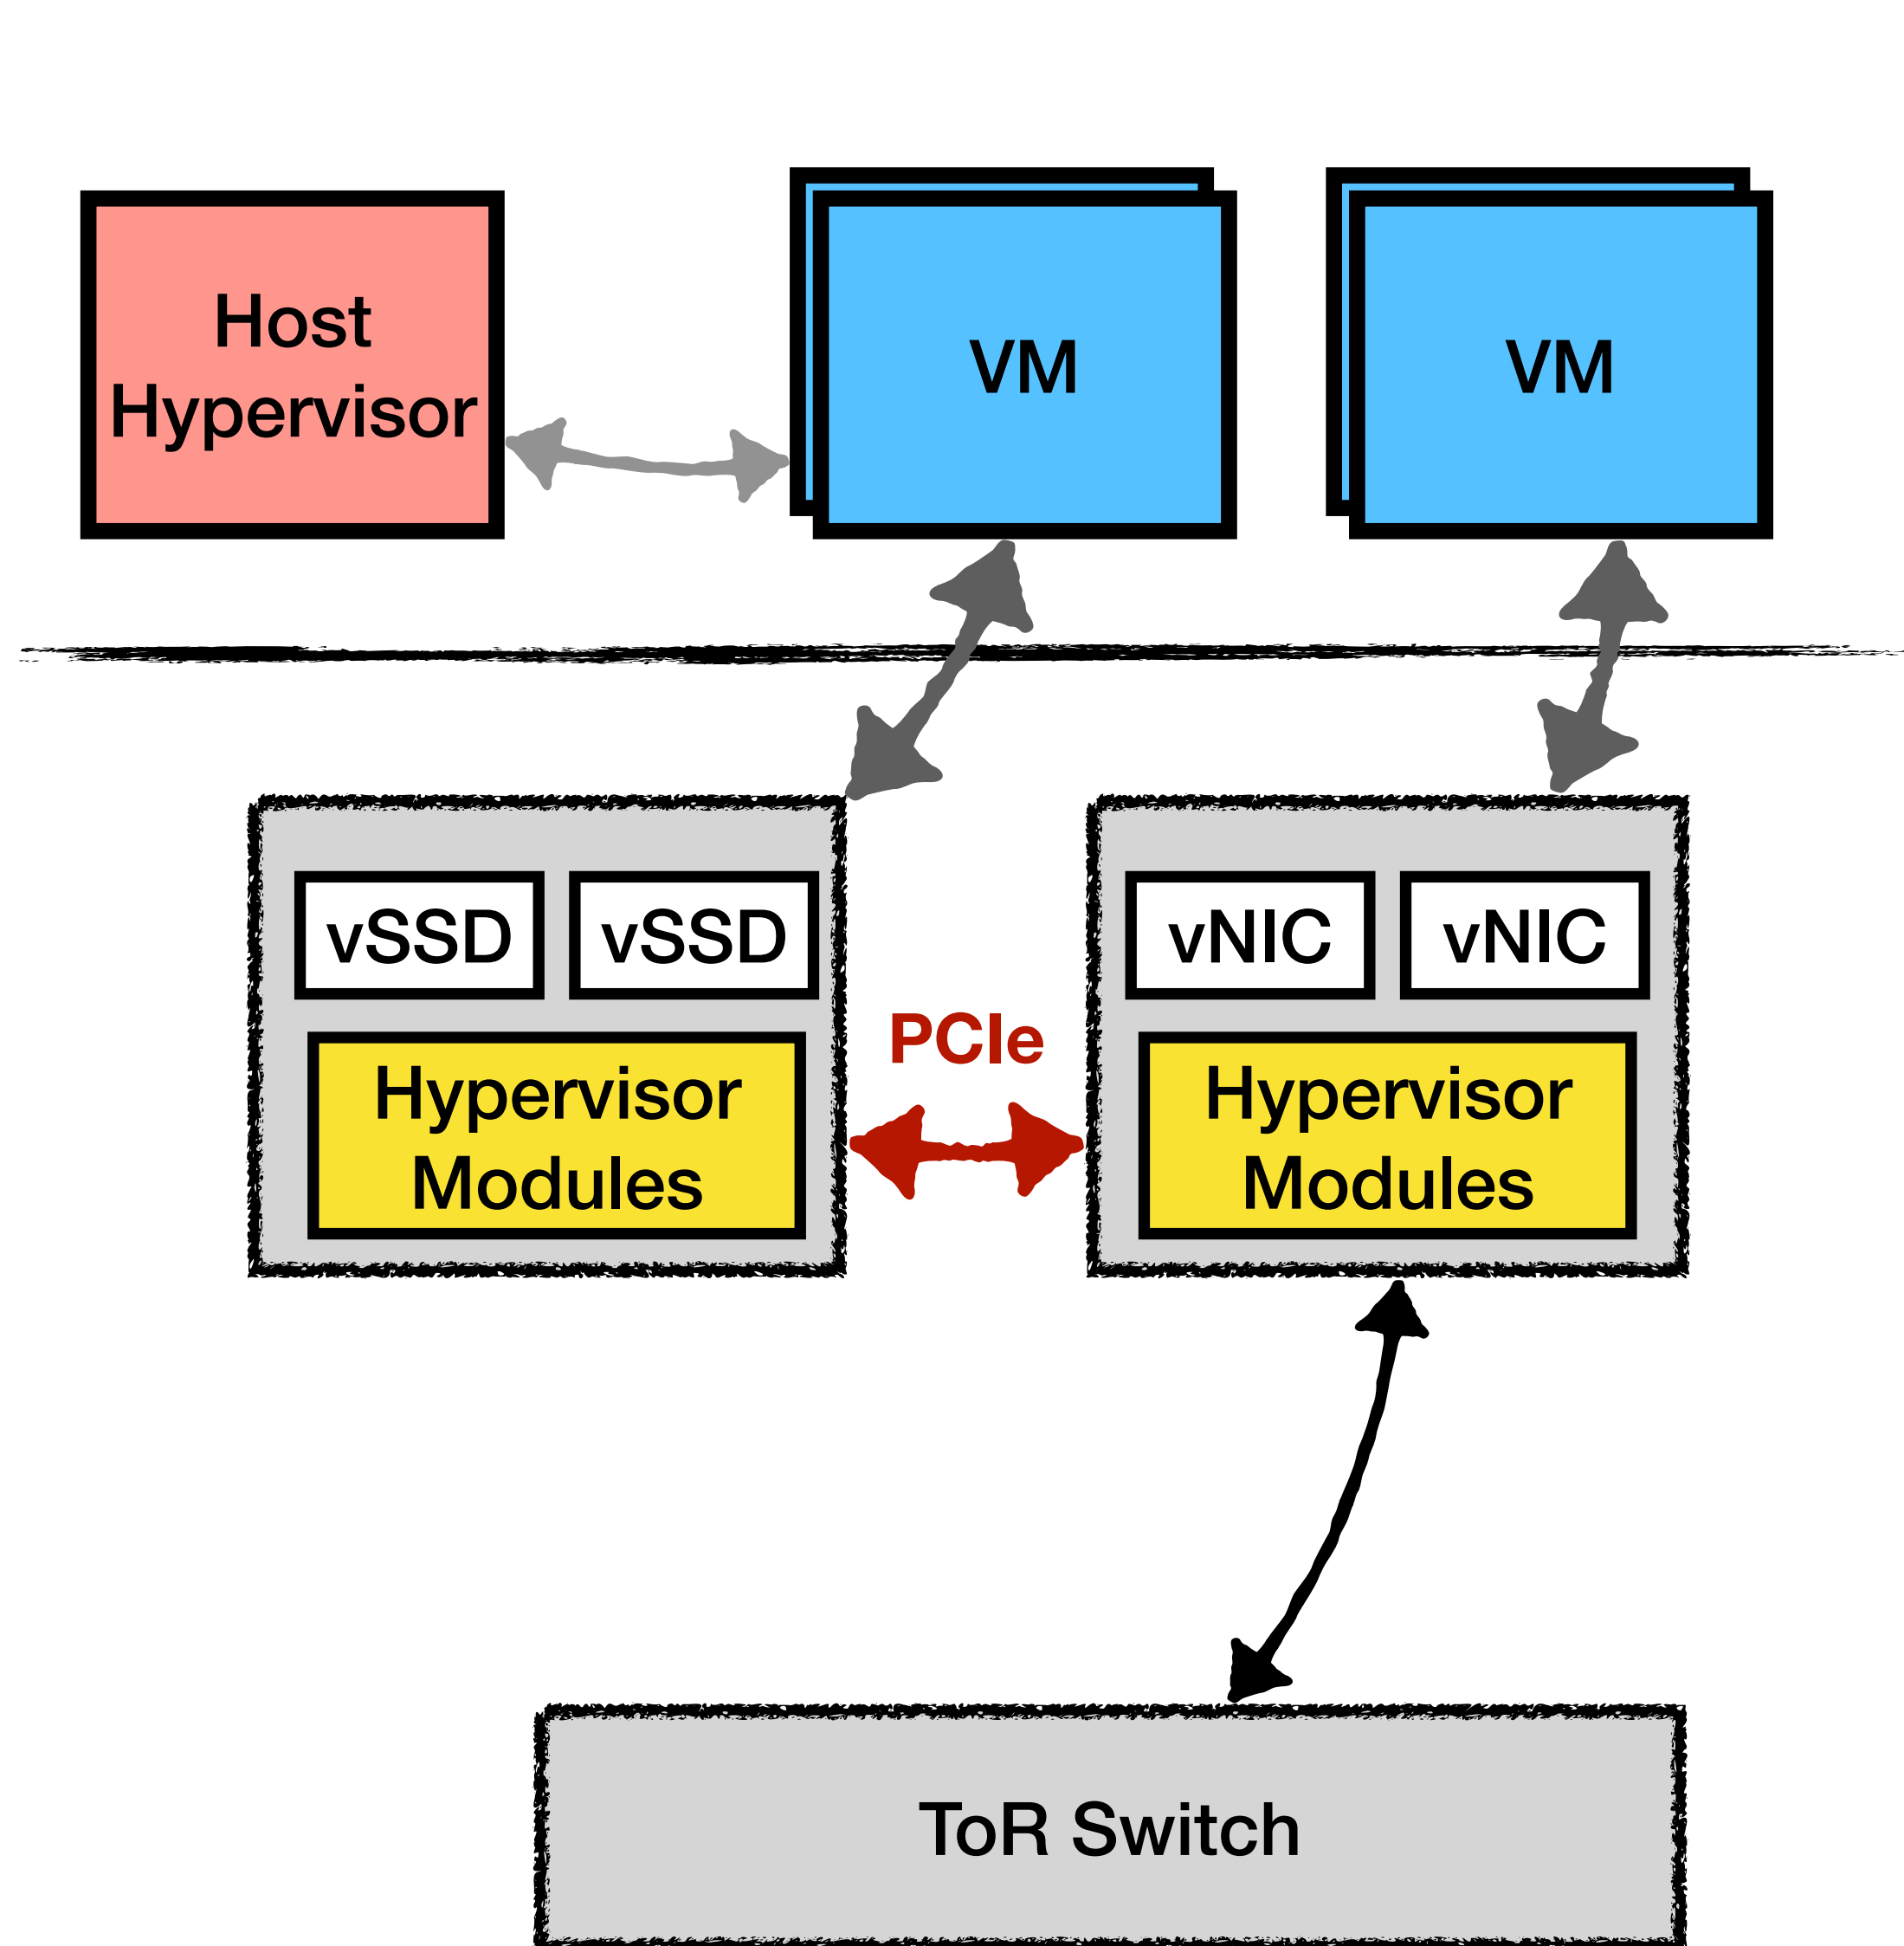 Host
Hypervisor
VM
VM
vSSD
vSSD
vNIC
vNIC
PCIe
Hypervisor
Modules
Hypervisor
Modules
ToR Switch